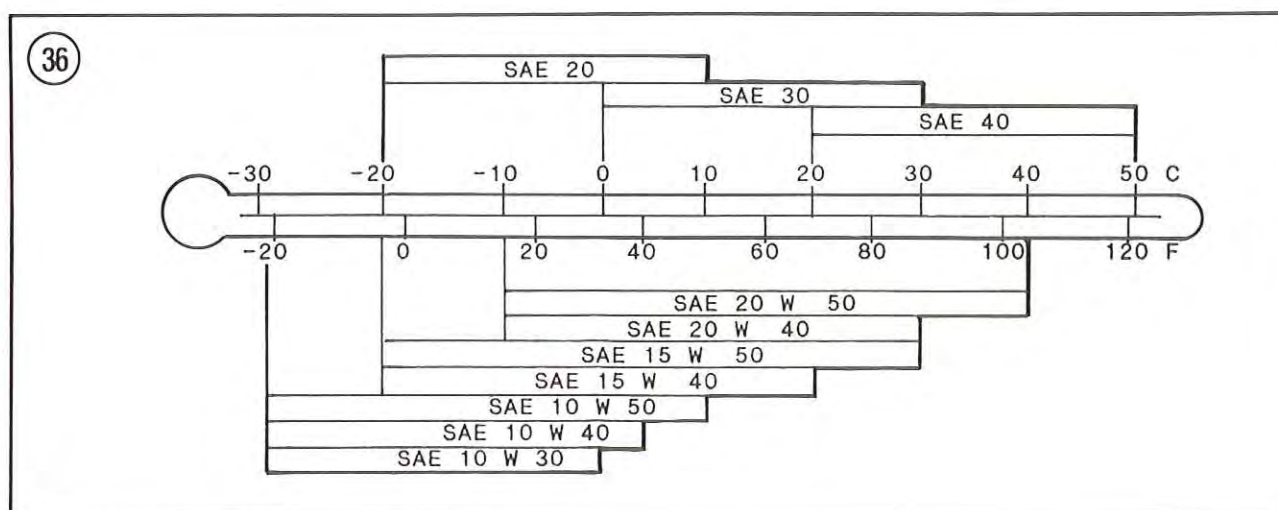 36
SAE 20
SAE 30
SAE 40
-30 -20 -10 0 10 20 30 40 50 C
-20 0 20 40 60 80 100 120 F
SAE 20 W 50
SAE 20 W 40
SAE 15 W 50
SAE 15 W 40
SAE 10 W 50
SAE 10 W 40
SAE 10 W 30